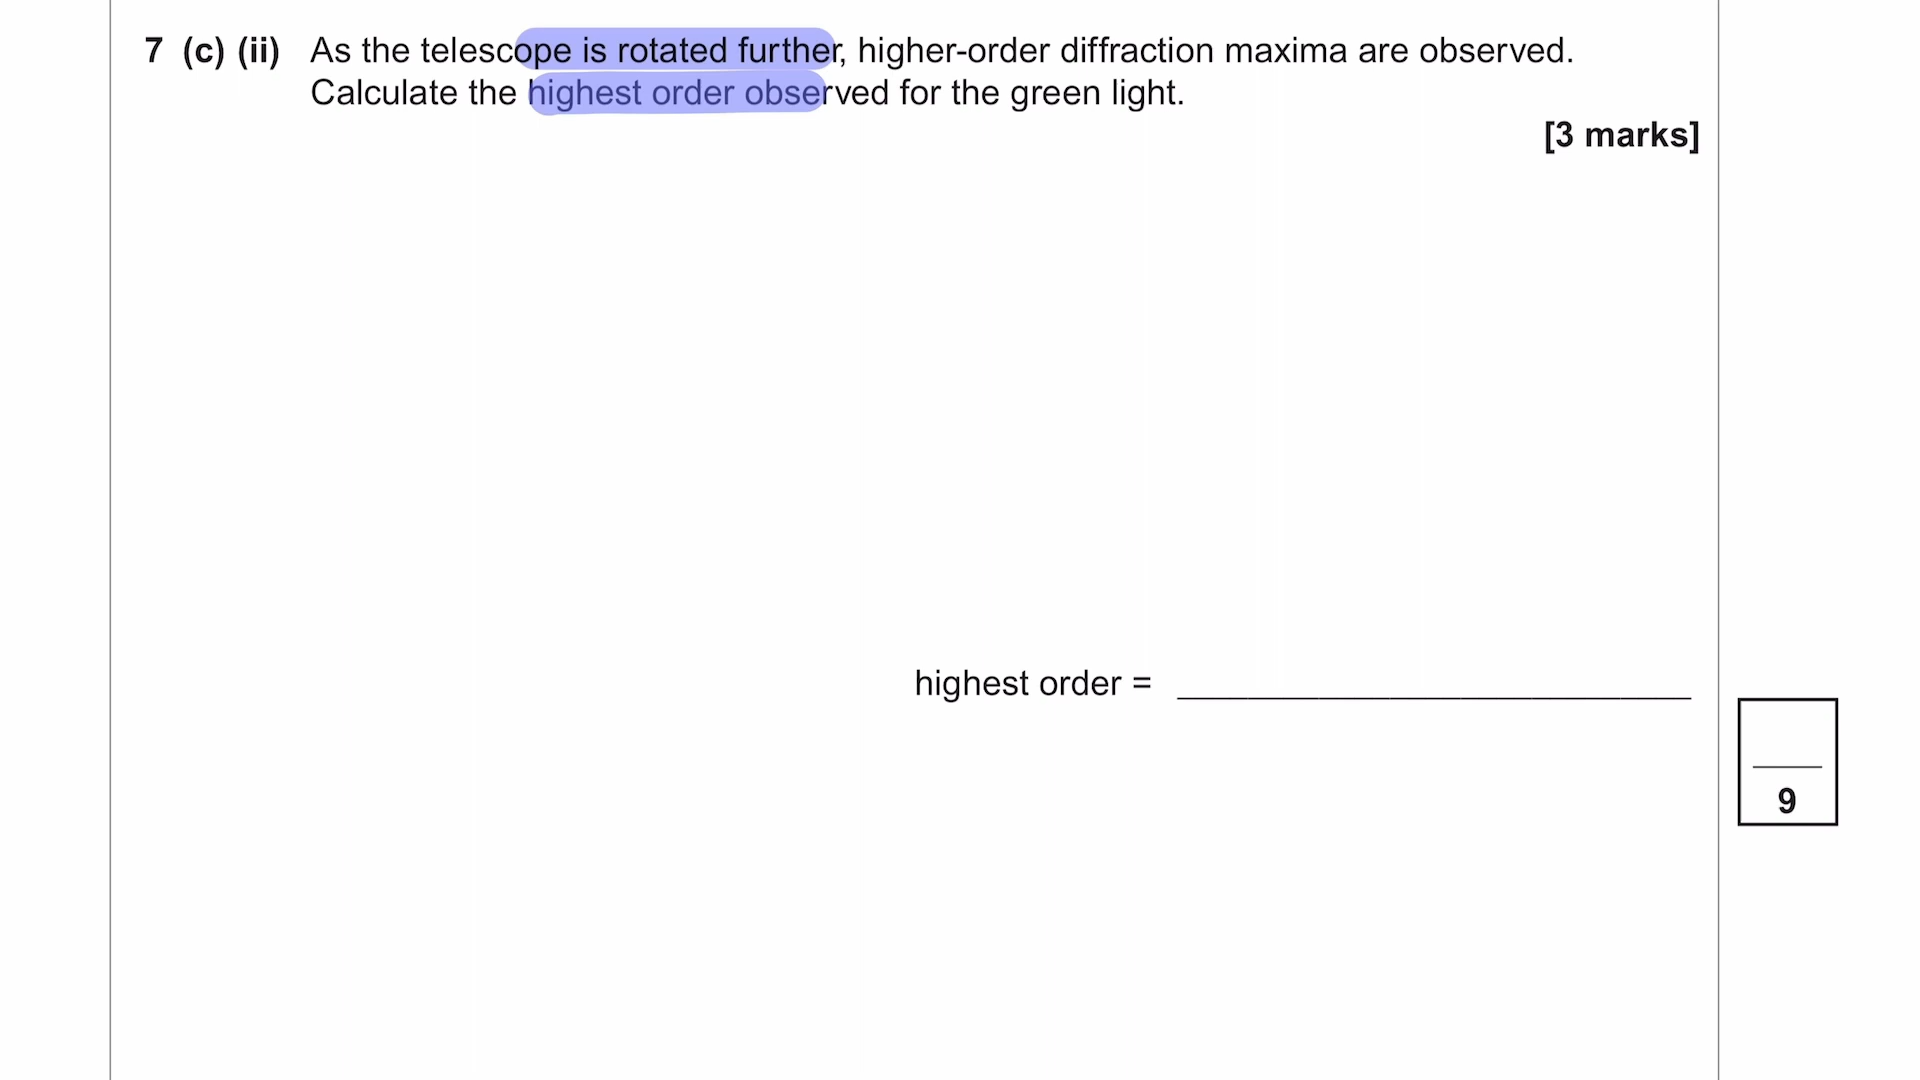 7 (c) (ii) As the telescope is rotated further, higher-order diffraction maxima are observed.
Calculate the highest order observed for the green light.
[3 marks]
highest order =
9